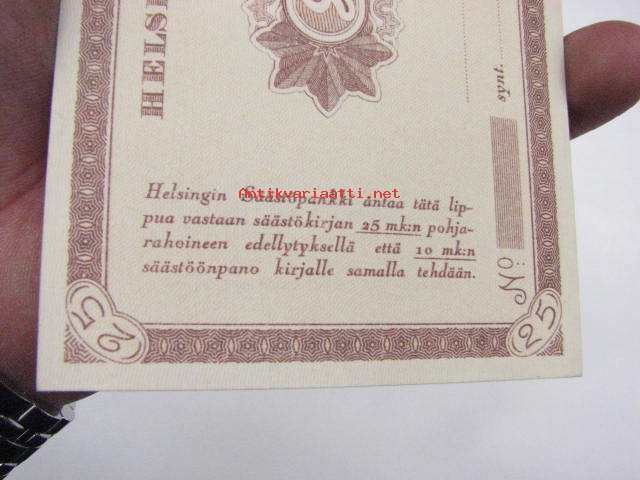 HELSI
synt.
Helsingin Säästöpankki antaa tätä lip-
pua vastaan säästökirjan 25 mk:n pohja-
rahoineen edellytyksellä että 10 mk:n
säästöönpano kirjalle samalla tehdään.
Antikvariaatti.net
No:
25
25